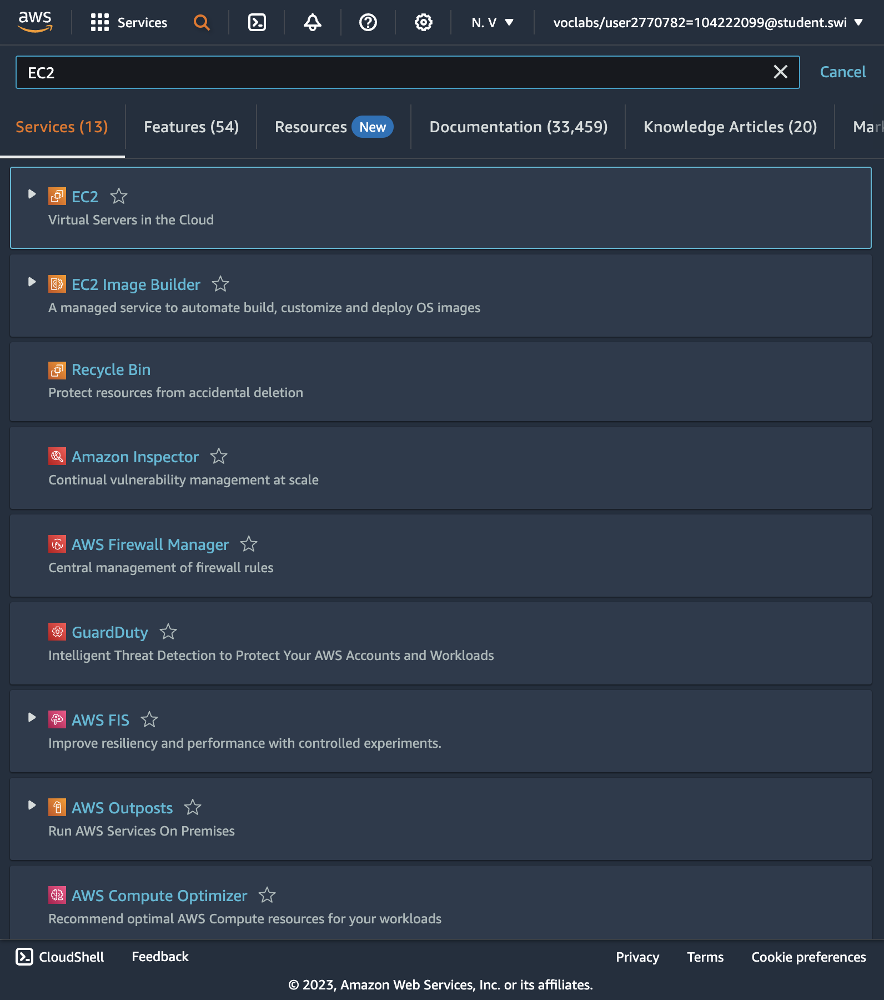 aws Services N. V voclabs/user2770782=104222099@student.swi
EC2 Cancel
Services (13) Features (54) Resources New Documentation (33,459) Knowledge Articles (20) Mark
EC2
Virtual Servers in the Cloud
EC2 Image Builder
A managed service to automate build, customize and deploy OS images
Recycle Bin
Protect resources from accidental deletion
Amazon Inspector
Continual vulnerability management at scale
AWS Firewall Manager
Central management of firewall rules
GuardDuty
Intelligent Threat Detection to Protect Your AWS Accounts and Workloads
AWS FIS
Improve resiliency and performance with controlled experiments.
AWS Outposts
Run AWS Services On Premises
AWS Compute Optimizer
Recommend optimal AWS Compute resources for your workloads
CloudShell Feedback Privacy Terms Cookie preferences
© 2023, Amazon Web Services, Inc. or its affiliates.